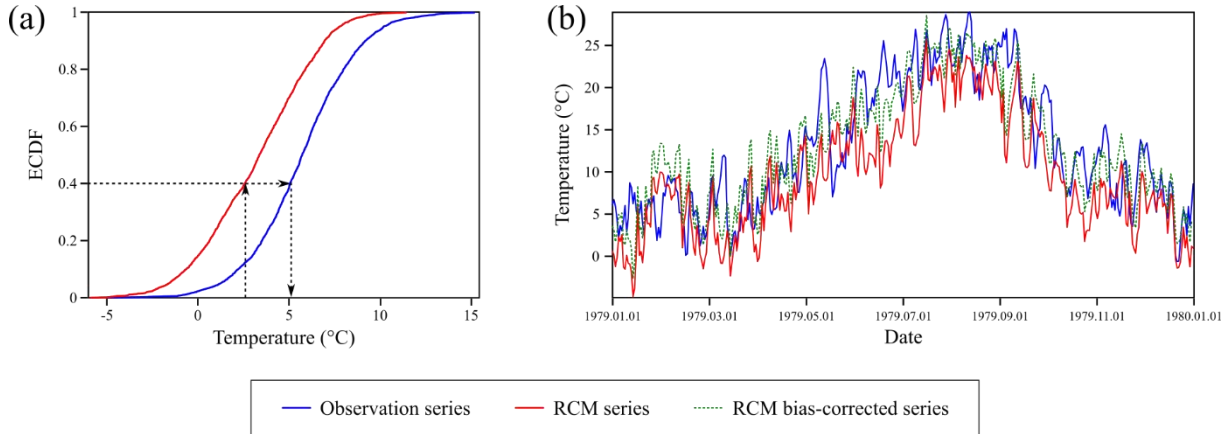 (a)
1
0.8
0.6
0.4
0.2
0
ECDF
-5 0 5 10 15
Temperature (°C)
(b)
25
20
15
10
5
0
Temperature (°C)
1979.01.01 1979.03.01 1979.05.01 1979.07.01 1979.09.01 1979.11.01 1980.01.01
Date
Observation series RCM series RCM bias-corrected series